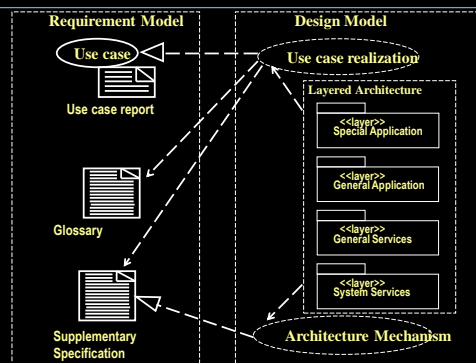 Requirement Model
Design Model
Use case
Use case realization
Use case report
Layered Architecture
<<layer>>
Special Application
<<layer>>
General Application
Glossary
<<layer>>
General Services
<<layer>>
System Services
Supplementary
Specification
Architecture Mechanism